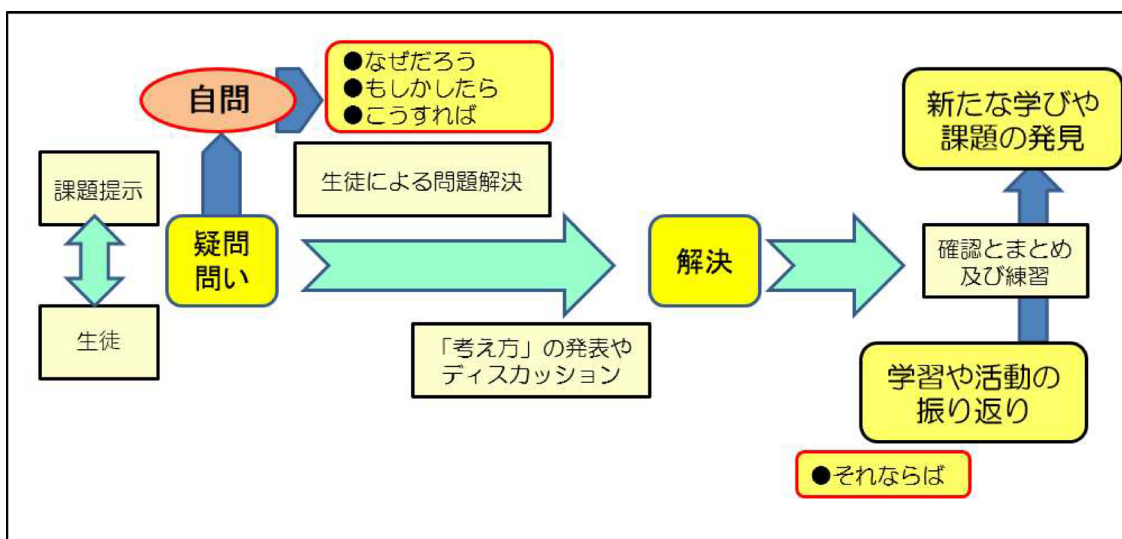 自問
●なぜだろう
●もしかしたら
●こうすれば
課題提示
生徒
疑問
問い
生徒による問題解決
「考え方」の発表や
ディスカッション
解決
新たな学びや
課題の発見
確認とまとめ
及び練習
学習や活動の
振り返り
●それならば